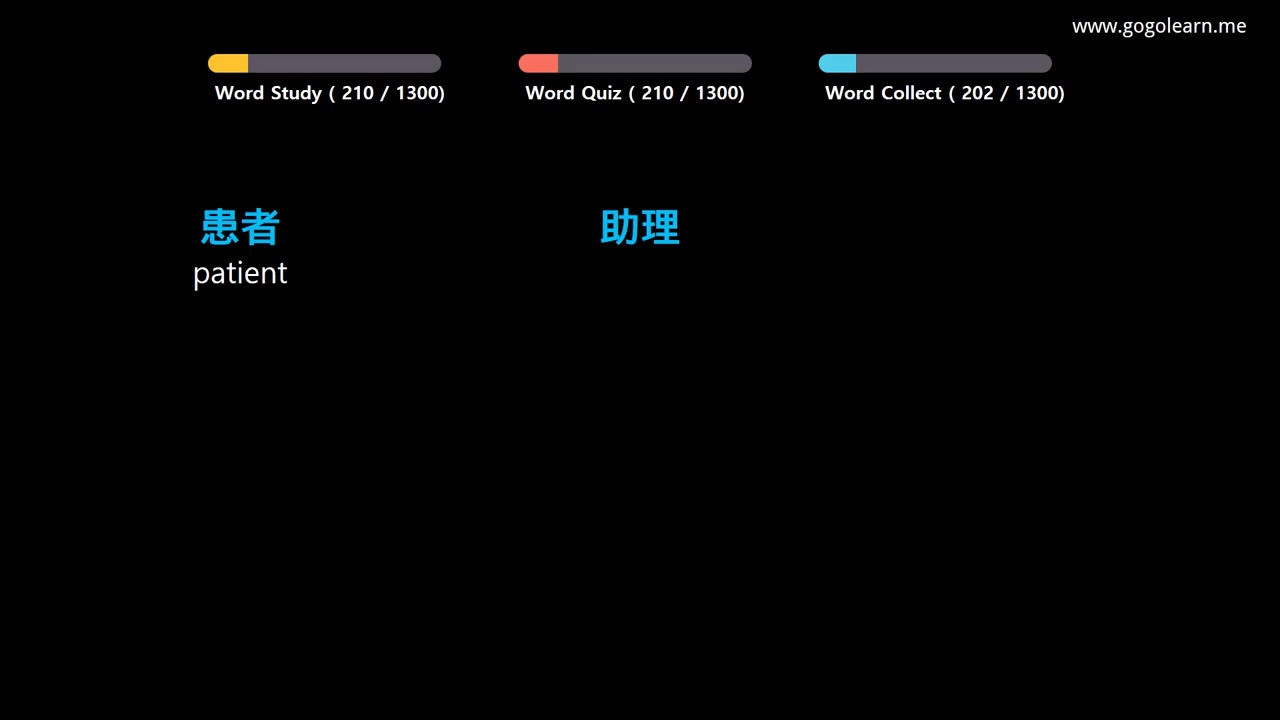 www.gogolearn.me
Word Study ( 210 / 1300)
Word Quiz ( 210 / 1300)
Word Collect ( 202 / 1300)
患者
patient
助理